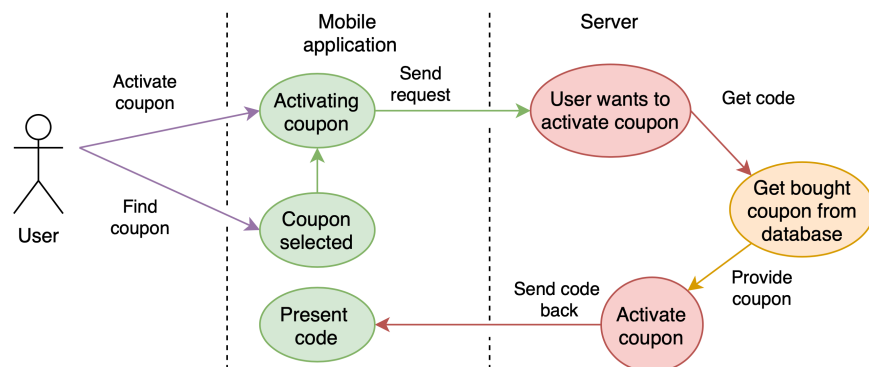 Mobile
application
Server
Activate
coupon
Activating
coupon
Send
request
User wants to
activate coupon
Get code
User
Find
coupon
Coupon
selected
Get bought
coupon from
database
Provide
coupon
Send code
back
Present
code
Activate
coupon